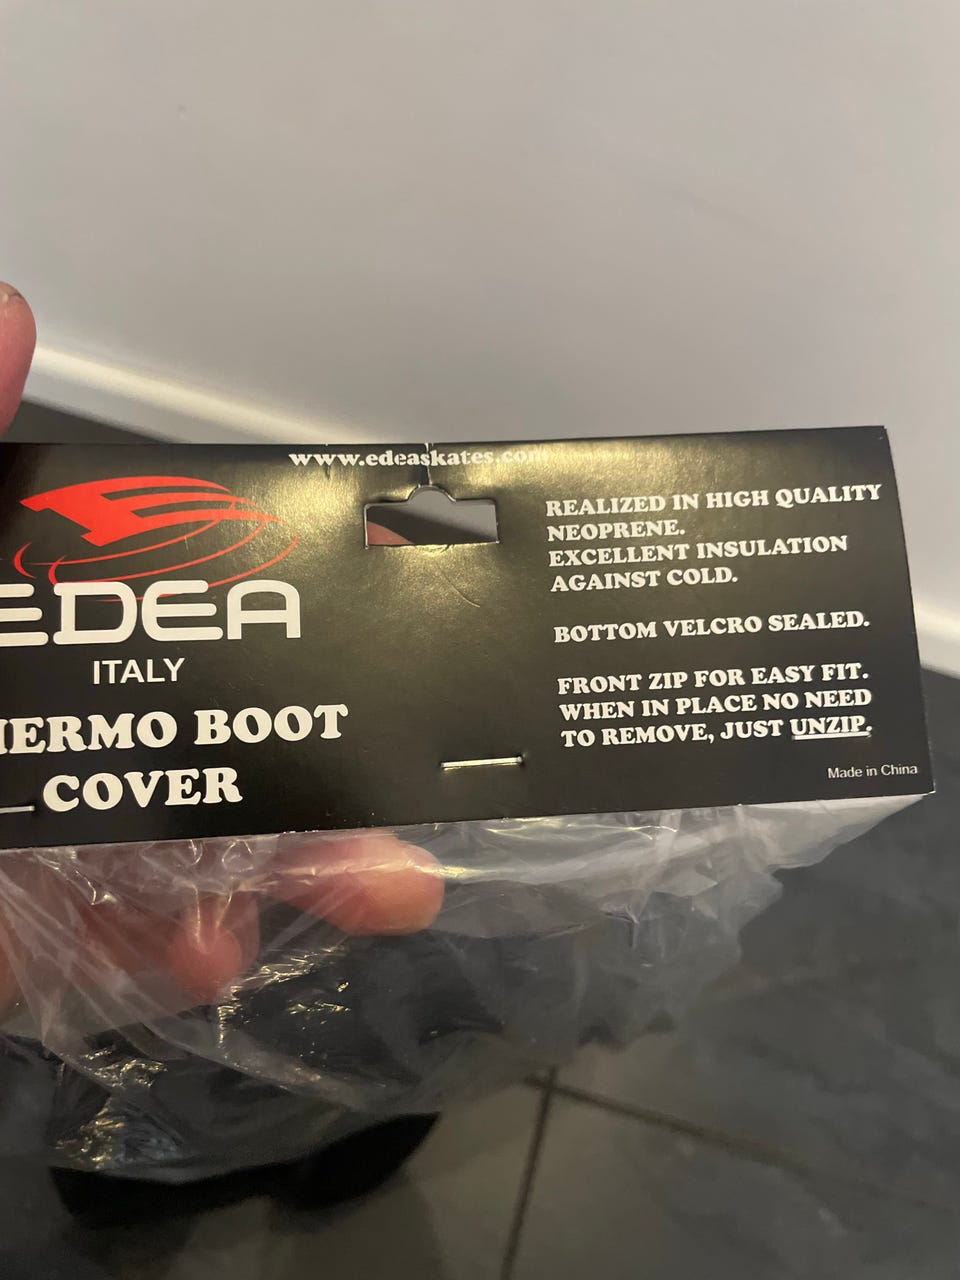 www.edeaskates.com
EDEA
ITALY
HERMO BOOT
COVER
REALIZED IN HIGH QUALITY
NEOPRENE.
EXCELLENT INSULATION
AGAINST COLD.
BOTTOM VELCRO SEALED.
FRONT ZIP FOR EASY FIT.
WHEN IN PLACE NO NEED
TO REMOVE, JUST UNZIP.
Made in China